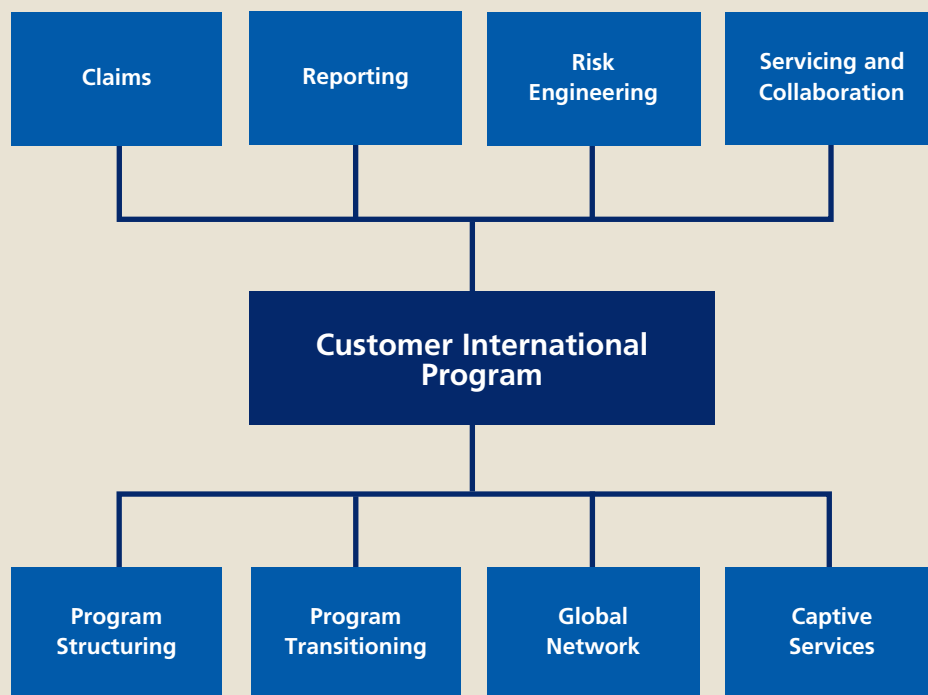 Claims
Reporting
Risk
Engineering
Servicing and
Collaboration
Customer International
Program
Program
Structuring
Program
Transitioning
Global
Network
Captive
Services